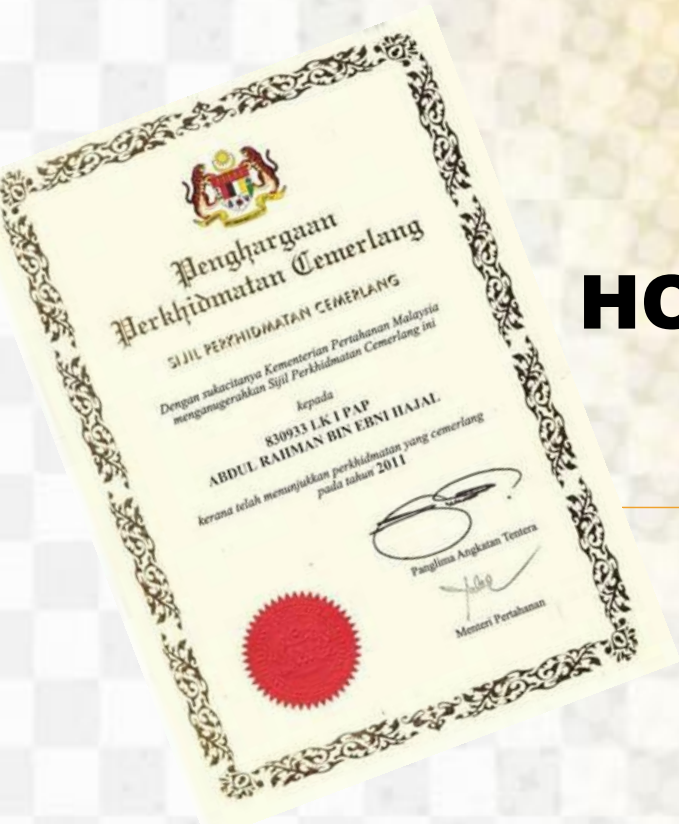 Penghargaan
Perkhidmatan Cemerlang
SIJIL PERKHIDMATAN CEMERLANG
Dengan sukacitanya Kementerian Pertahanan Malaysia
menganugerahkan Sijil Perkhidmatan Cemerlang ini
kepada
830933 LK I PAP
ABDUL RAHMAN BIN EBNI HAJAL
kerana telah menunjukkan perkhidmatan yang cemerlang
pada tahun 2011
Panglima Angkatan Tentera
Menteri Pertahanan
HO